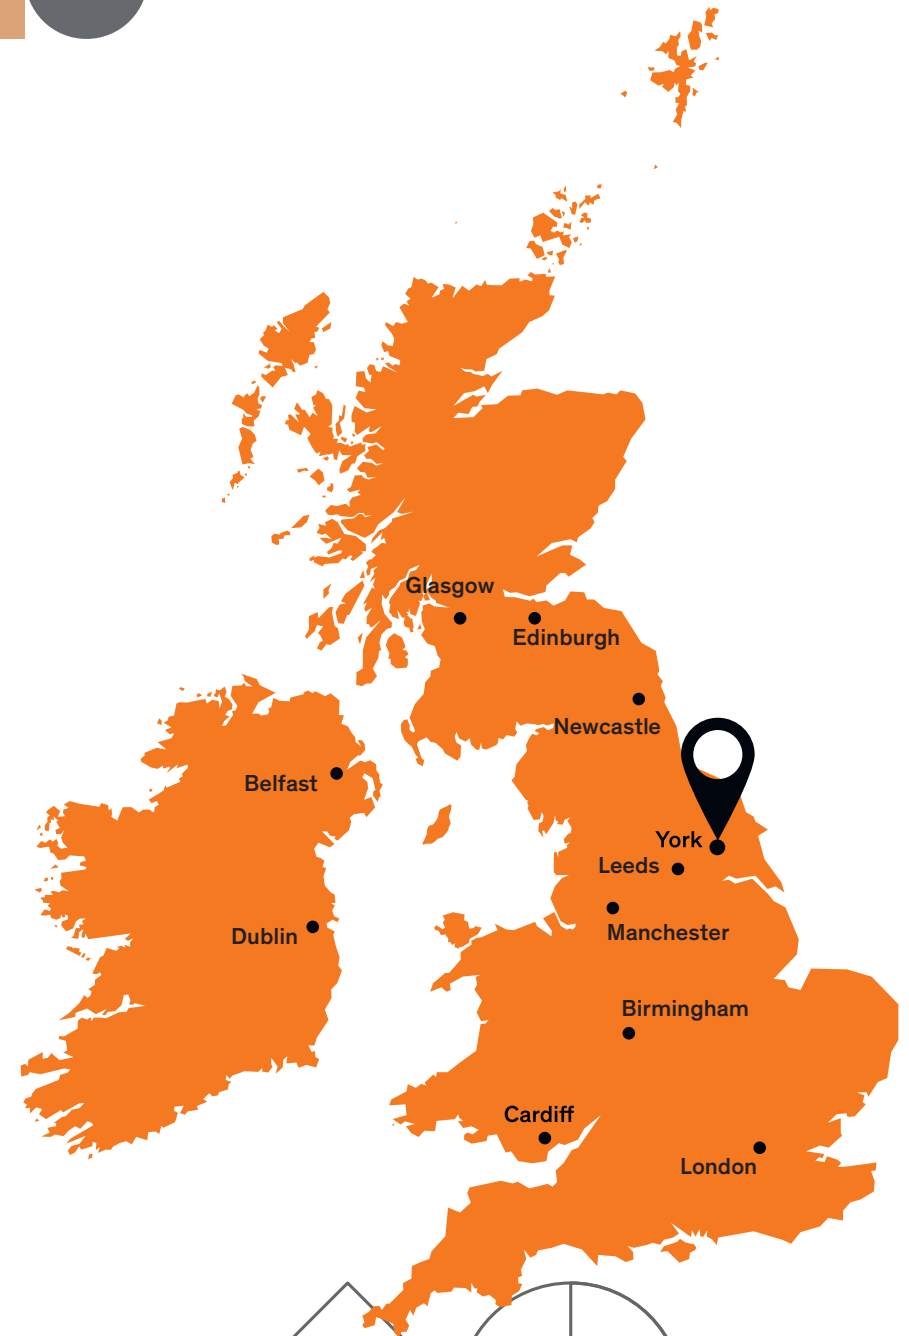 Glasgow
Edinburgh
Newcastle
Belfast
York
Leeds
Dublin
Manchester
Birmingham
Cardiff
London